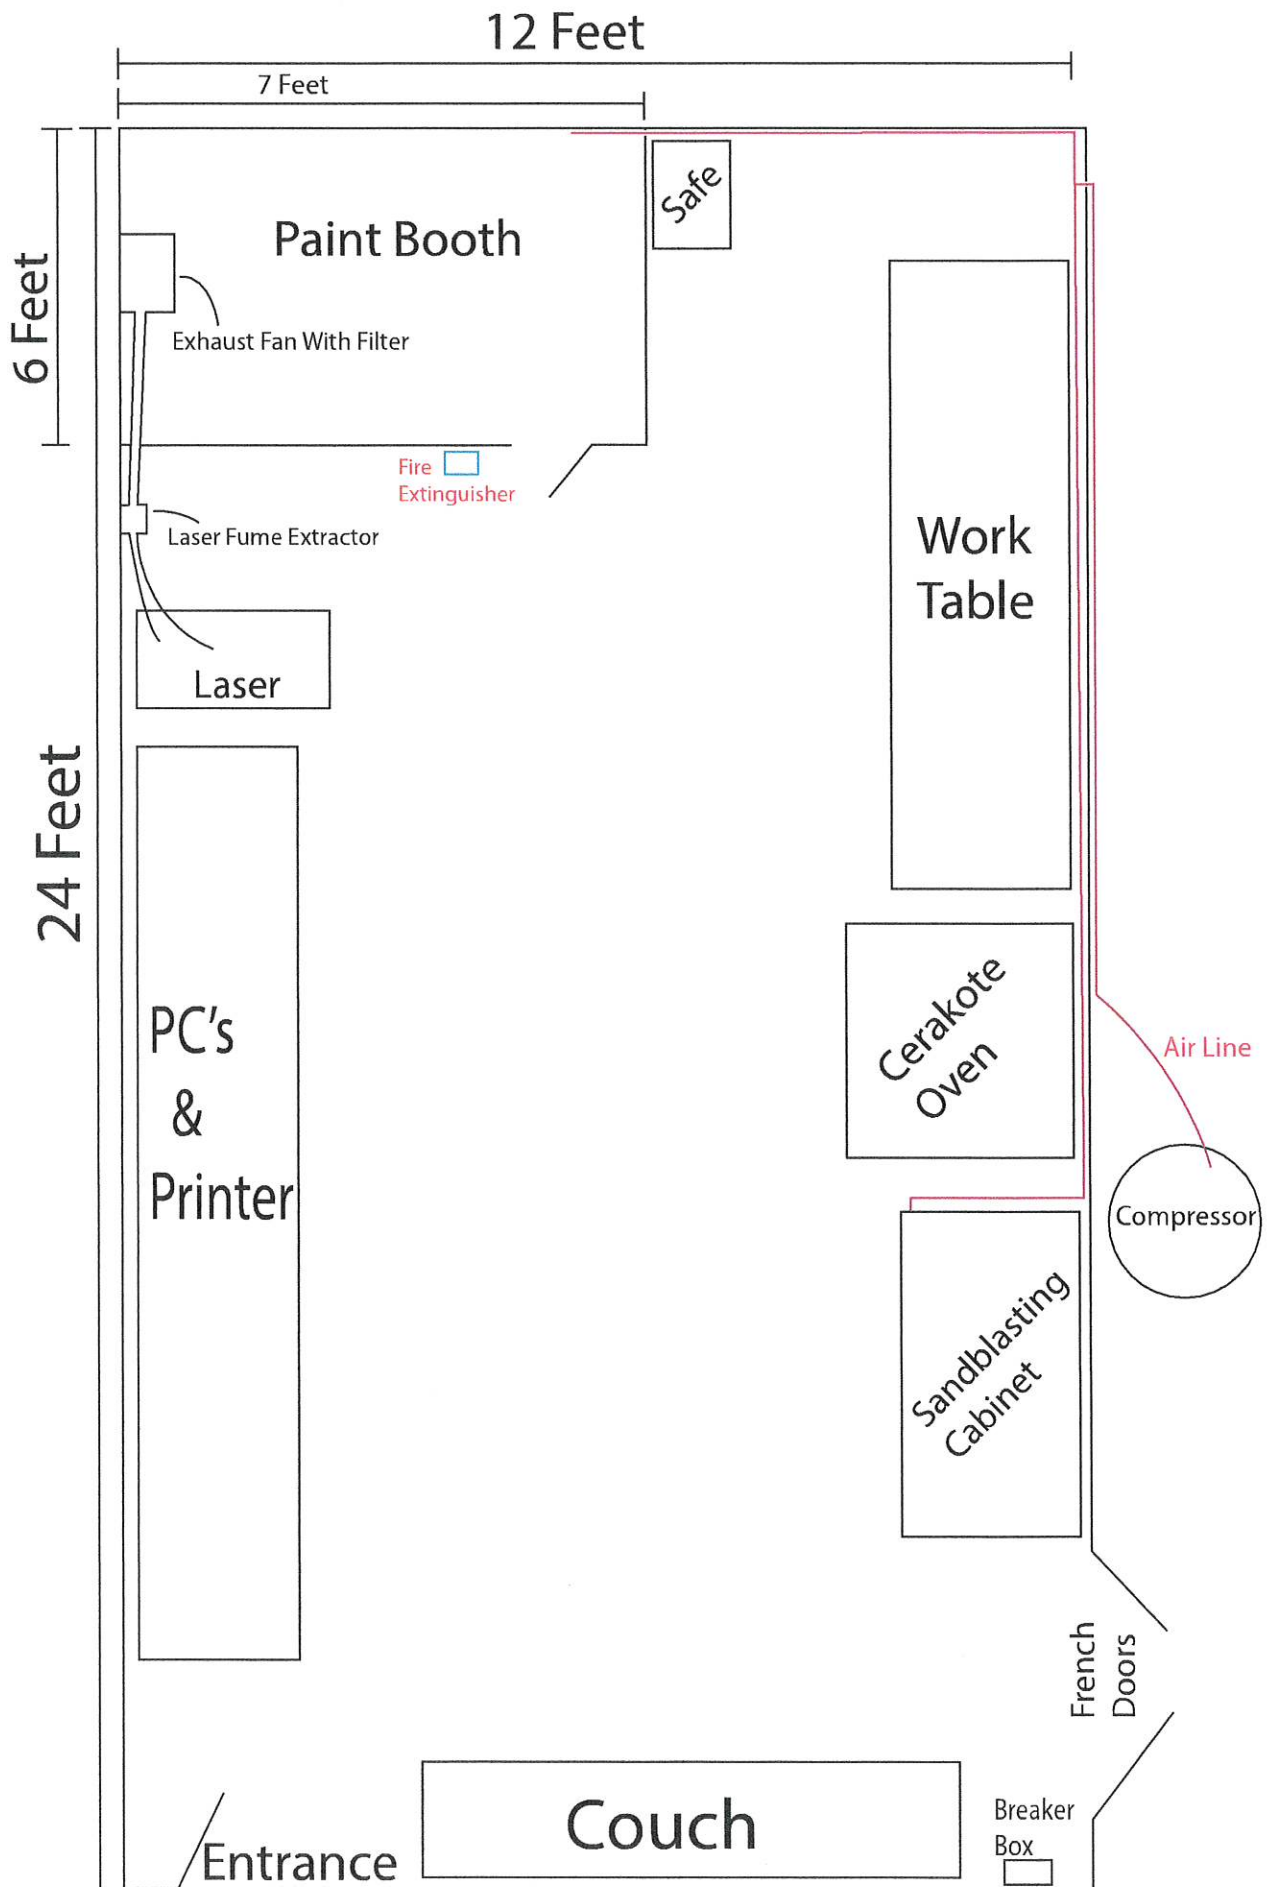 12 Feet
7 Feet
6 Feet
Paint Booth
Safe
Exhaust Fan With Filter
Fire
Extinguisher
Laser Fume Extractor
Laser
Work
Table
24 Feet
PC's
&
Printer
Cerakote
Oven
Air Line
Compressor
Sandblasting
Cabinet
French
Doors
Couch
Breaker
Box
Entrance